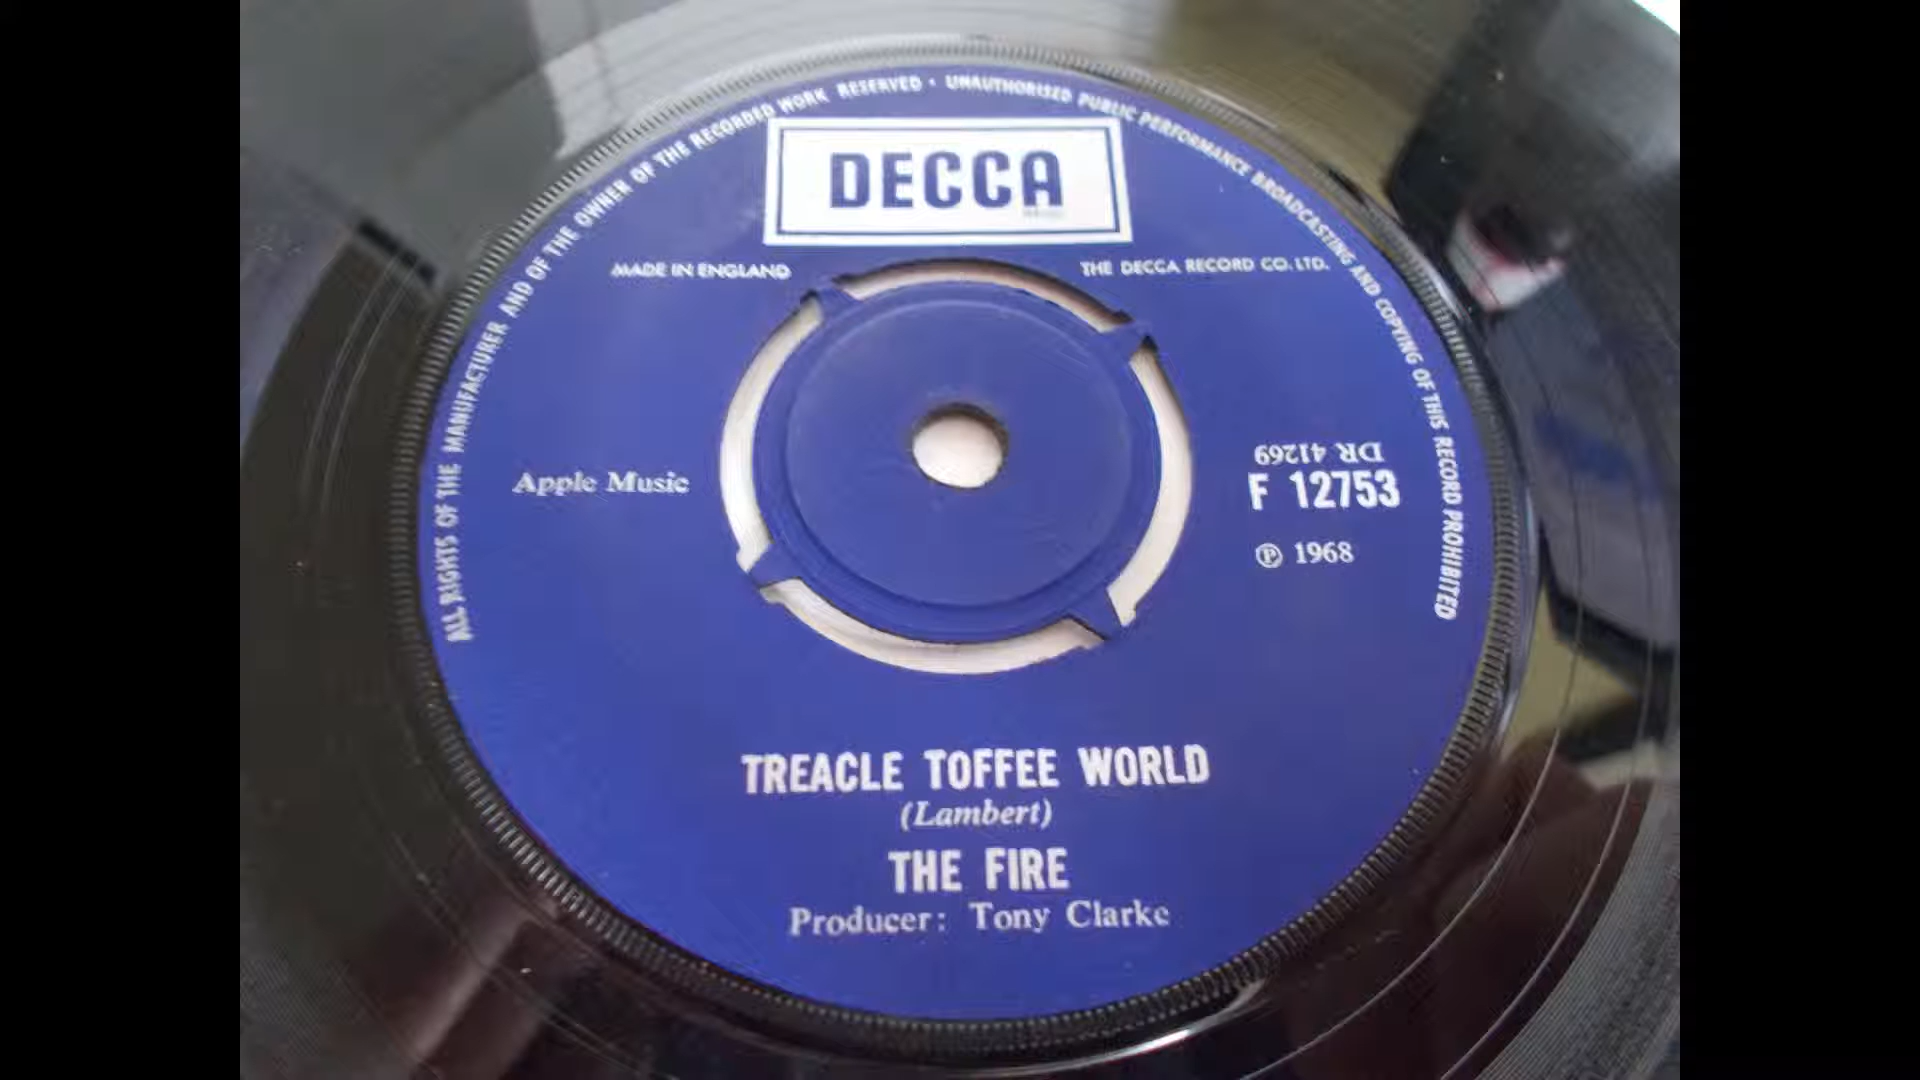 ALL RIGHTS OF THE MANUFACTURER AND OF THE OWNER OF THE RECORDED WORK RESERVED • UNAUTHORISED PUBLIC PERFORMANCE BROADCASTING AND COPYING OF THIS RECORD PROHIBITED
DECCA
MADE IN ENGLAND
THE DECCA RECORD CO. LTD.
Apple Music
DR 41269
F 12753
℗ 1968
TREACLE TOFFEE WORLD
(Lambert)
THE FIRE
Producer: Tony Clarke